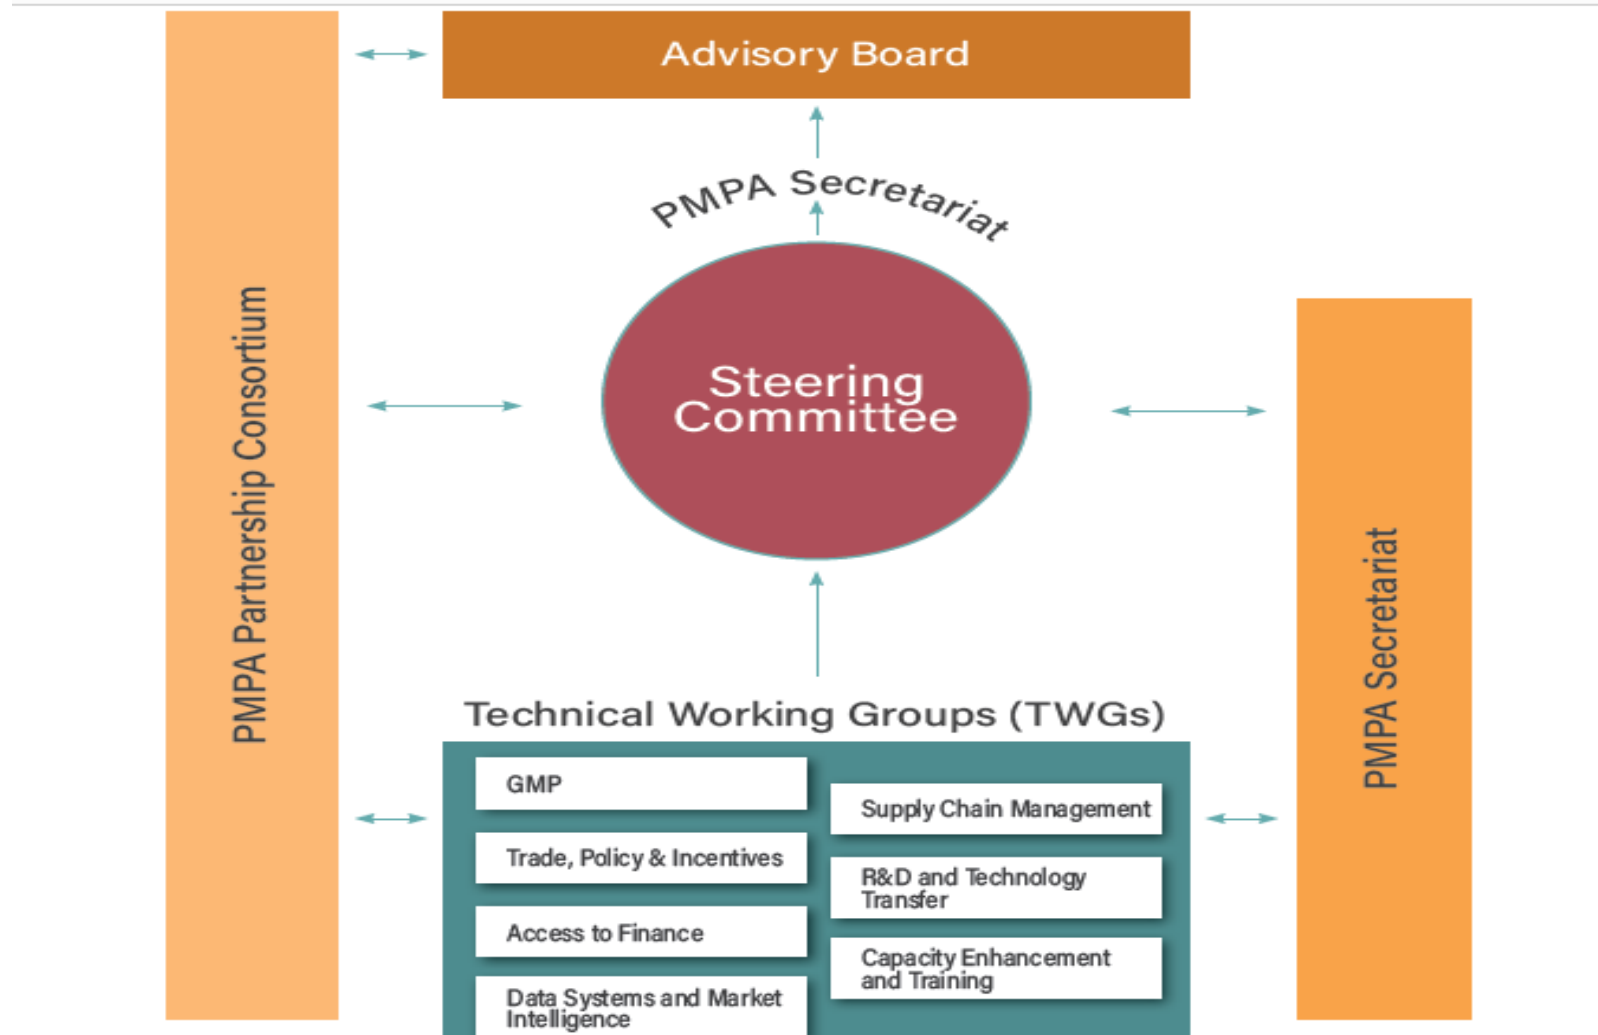 Advisory Board
PMPA Secretariat
PMPA Partnership Consortium
Steering
Committee
PMPA Secretariat
Technical Working Groups (TWGs)
GMP
Trade, Policy & Incentives
Access to Finance
Data Systems and Market
Intelligence
Supply Chain Management
R&D and Technology
Transfer
Capacity Enhancement
and Training